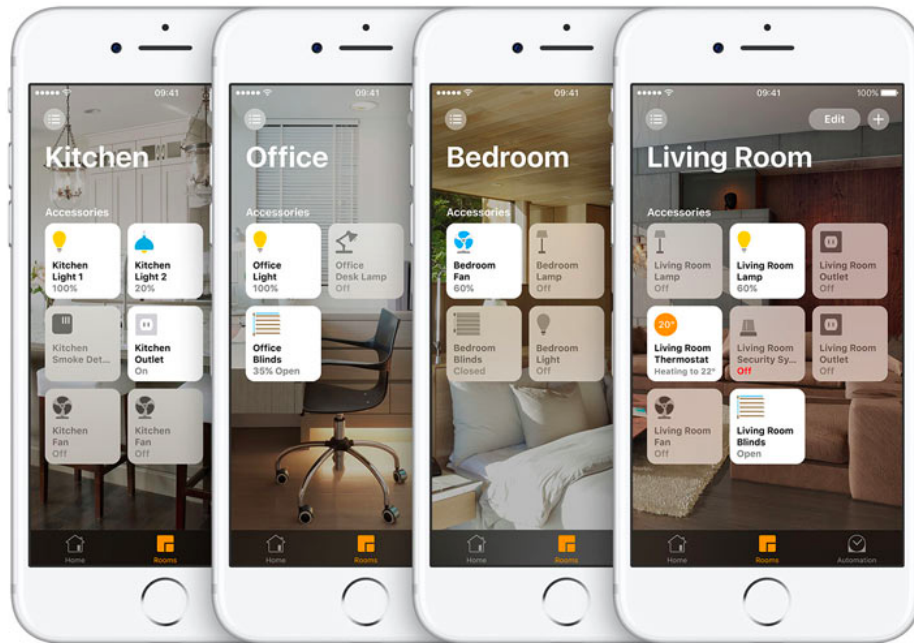 09:41
Kitchen
Accessories
Kitchen
Light 1
100%
Kitchen
Light 2
20%
Kitchen
Smoke Det...
Kitchen
Outlet
On
Kitchen
Fan
Off
Kitchen
Fan
Off
Home
Rooms
09:41
Office
Accessories
Office
Light
100%
Office
Desk Lamp
Off
Office
Blinds
35% Open
Home
Rooms
09:41
Bedroom
Accessories
Bedroom
Fan
60%
Bedroom
Lamp
Off
Bedroom
Blinds
Closed
Bedroom
Light
Off
Home
Rooms
09:41
100%
Edit
Living Room
Accessories
Living Room
Lamp
Off
Living Room
Lamp
60%
Living Room
Outlet
Off
20°
Living Room
Thermostat
Heating to 22°
Living Room
Security Sy...
Off
Living Room
Outlet
Off
Living Room
Fan
Off
Living Room
Blinds
Open
Home
Rooms
Automation